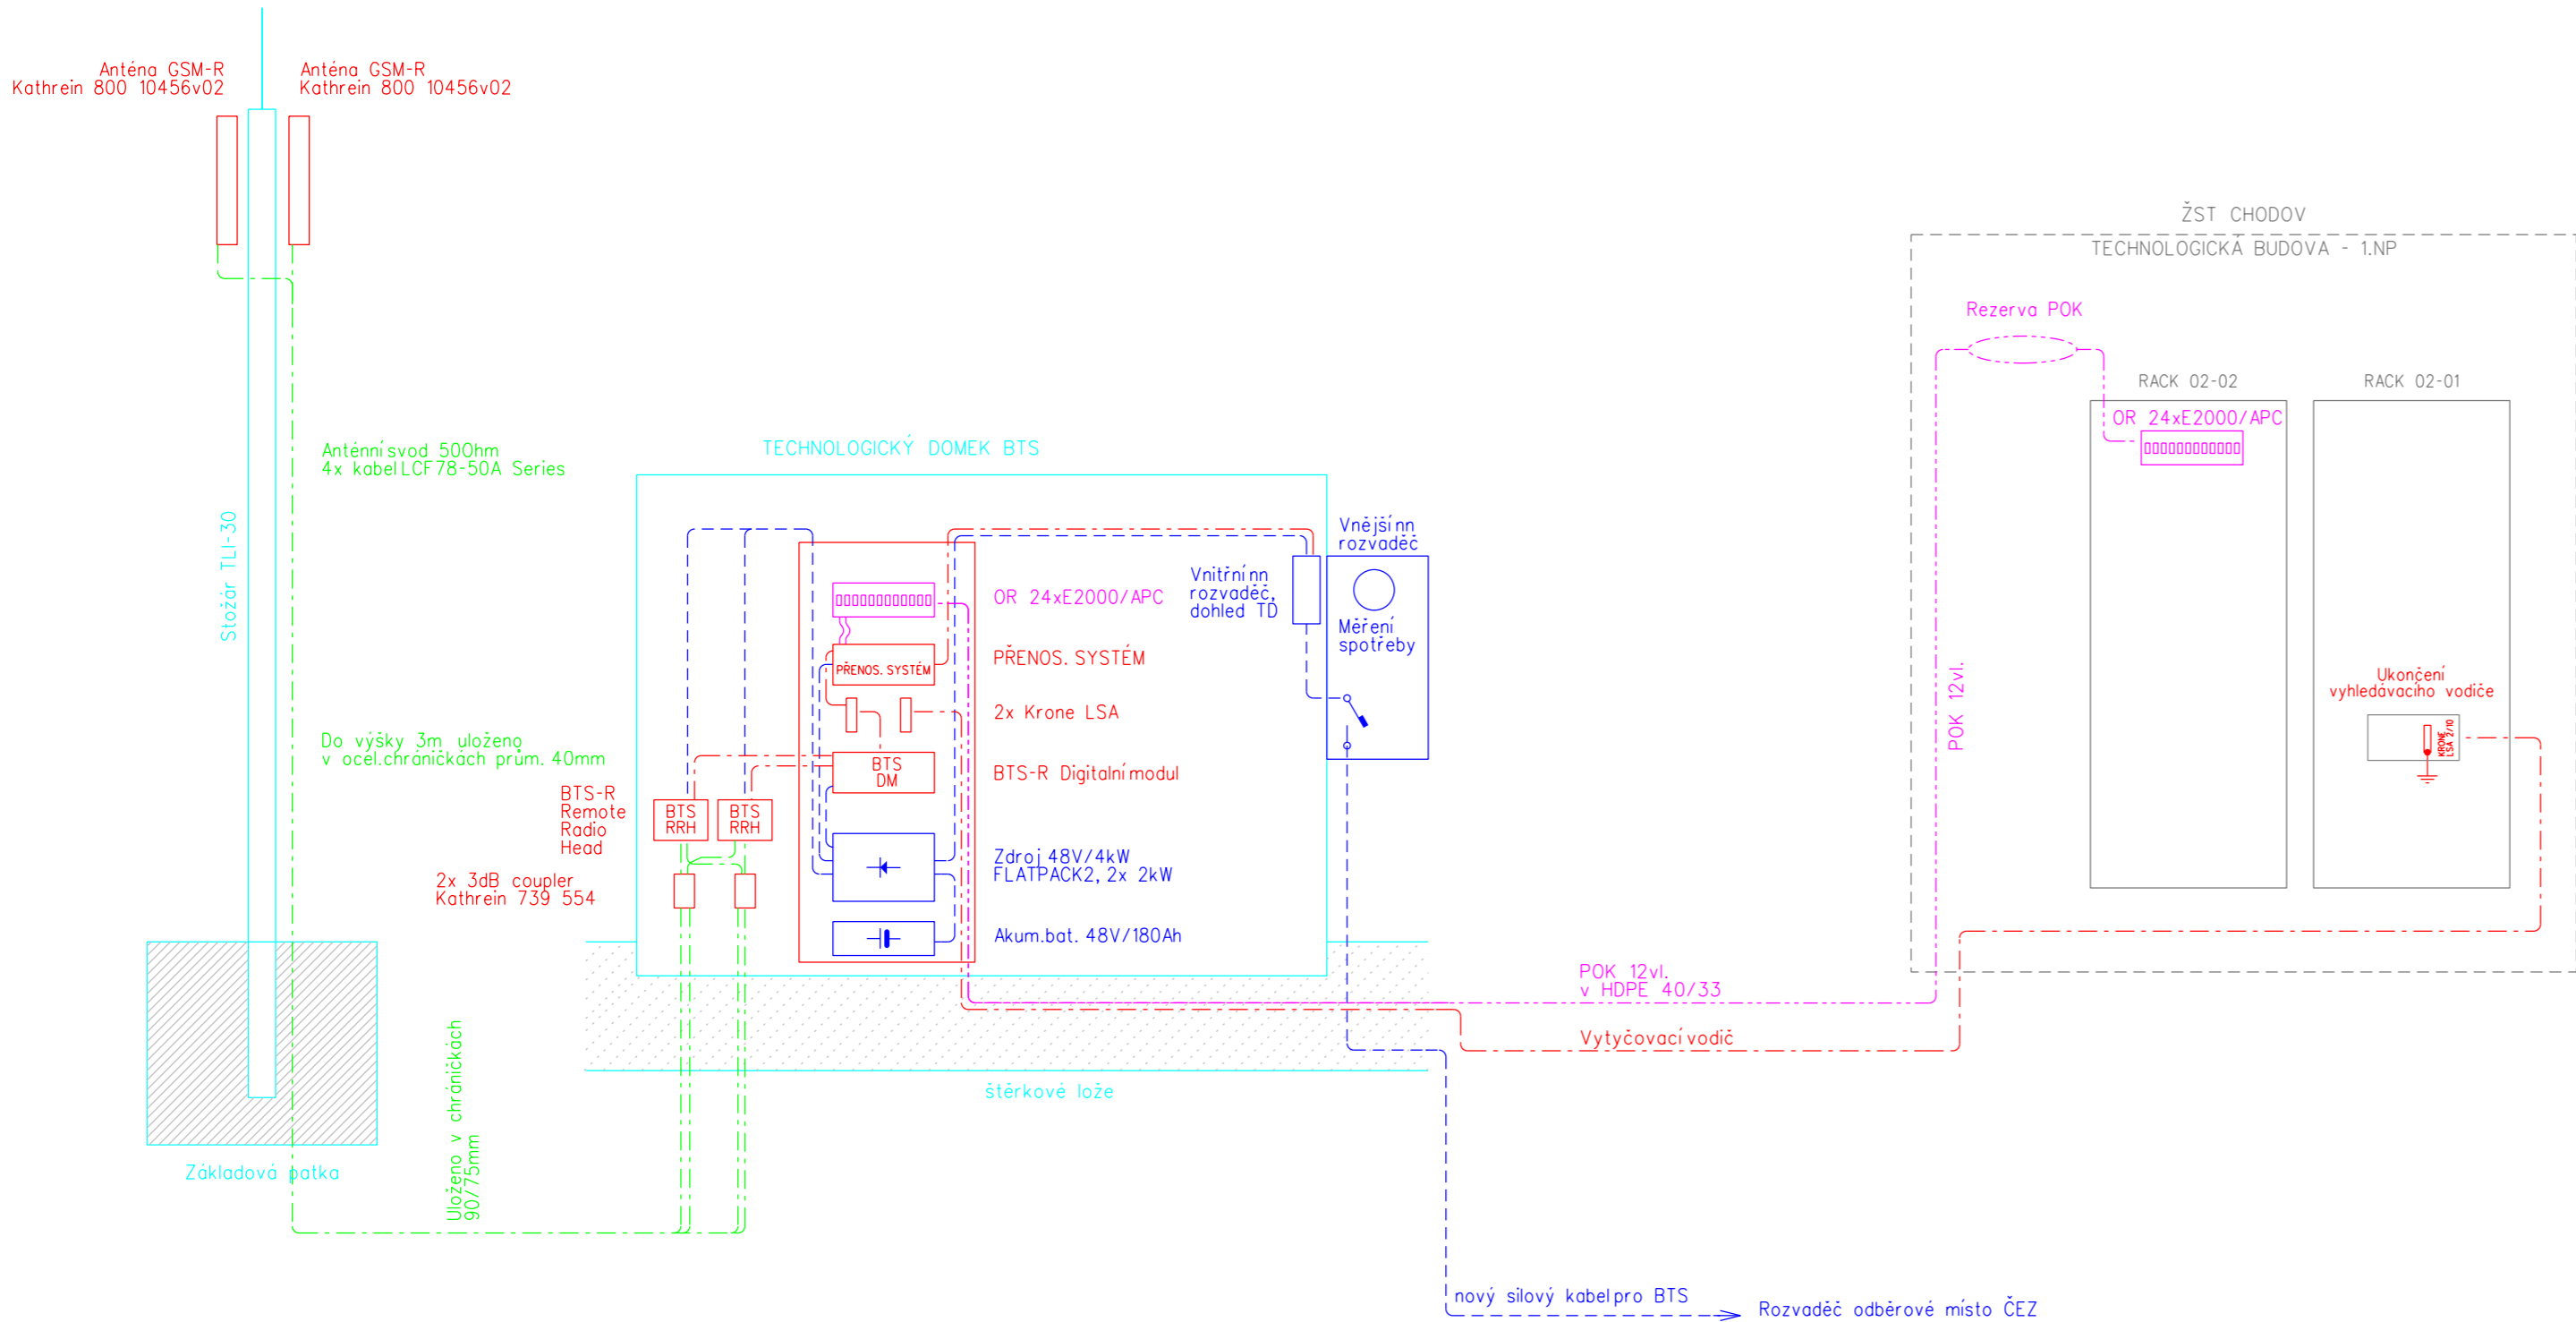 Anténa GSM-R
Kathrein 800 10456v02
Anténa GSM-R
Kathrein 800 10456v02
Anténní svod 50Ohm
4x kabel LCF78-50A Series
Stožár TLI-30
Do výšky 3m uloženo
v ocel.chráničkách prům. 40mm
Základová patka
Uloženo v chráničkách
90/75mm
TECHNOLOGICKÝ DOMEK BTS
BTS-R
Remote
Radio
Head
BTS
RRH
BTS
RRH
2x 3dB coupler
Kathrein 739 554
OR 24xE2000/APC
PŘENOS. SYSTÉM
PŘENOS. SYSTÉM
2x Krone LSA
BTS
DM
BTS-R Digitalní modul
Zdroj 48V/4kW
FLATPACK2, 2x 2kW
Akum.bat. 48V/180Ah
Vnitřní nn
rozvaděč,
dohled TD
Vnější nn
rozvaděč
Měření
spotřeby
štěrkové lože
POK 12vl.
v HDPE 40/33
Vytyčovací vodič
nový silový kabel pro BTS
Rozvaděč odběrové místo ČEZ
ŽST CHODOV
TECHNOLOGICKÁ BUDOVA - 1.NP
Rezerva POK
POK 12vl.
RACK 02-02
OR 24xE2000/APC
RACK 02-01
Ukončení
vyhledávacího vodiče
KRONE
LSA 2/10